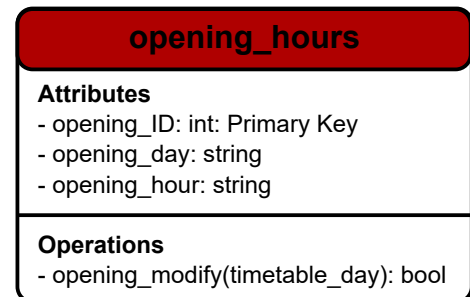 opening_hours
Attributes
- opening_ID: int: Primary Key
- opening_day: string
- opening_hour: string
Operations
- opening_modify(timetable_day): bool